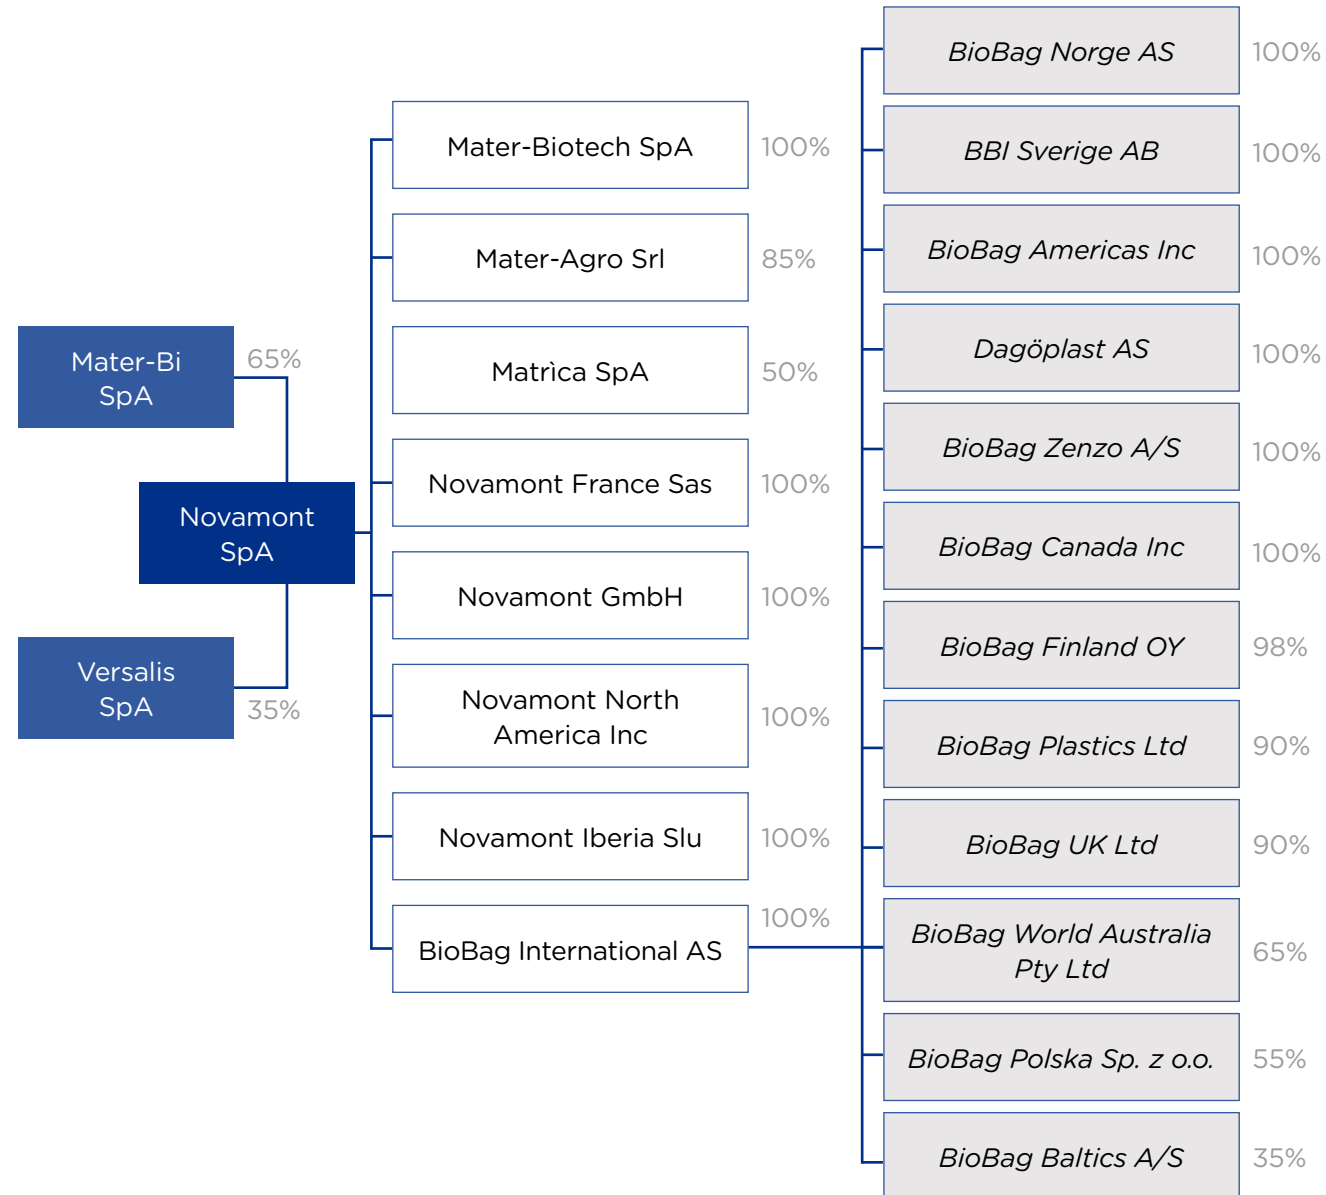 Mater-Bi
SpA
65%
Novamont
SpA
Versalis
SpA
35%
Mater-Biotech SpA
100%
Mater-Agro Srl
85%
Matrìca SpA
50%
Novamont France Sas
100%
Novamont GmbH
100%
Novamont North
America Inc
100%
Novamont Iberia Slu
100%
BioBag International AS
100%
BioBag Norge AS
100%
BBI Sverige AB
100%
BioBag Americas Inc
100%
Dagöplast AS
100%
BioBag Zenzo A/S
100%
BioBag Canada Inc
100%
BioBag Finland OY
98%
BioBag Plastics Ltd
90%
BioBag UK Ltd
90%
BioBag World Australia
Pty Ltd
65%
BioBag Polska Sp. z o.o.
55%
BioBag Baltics A/S
35%